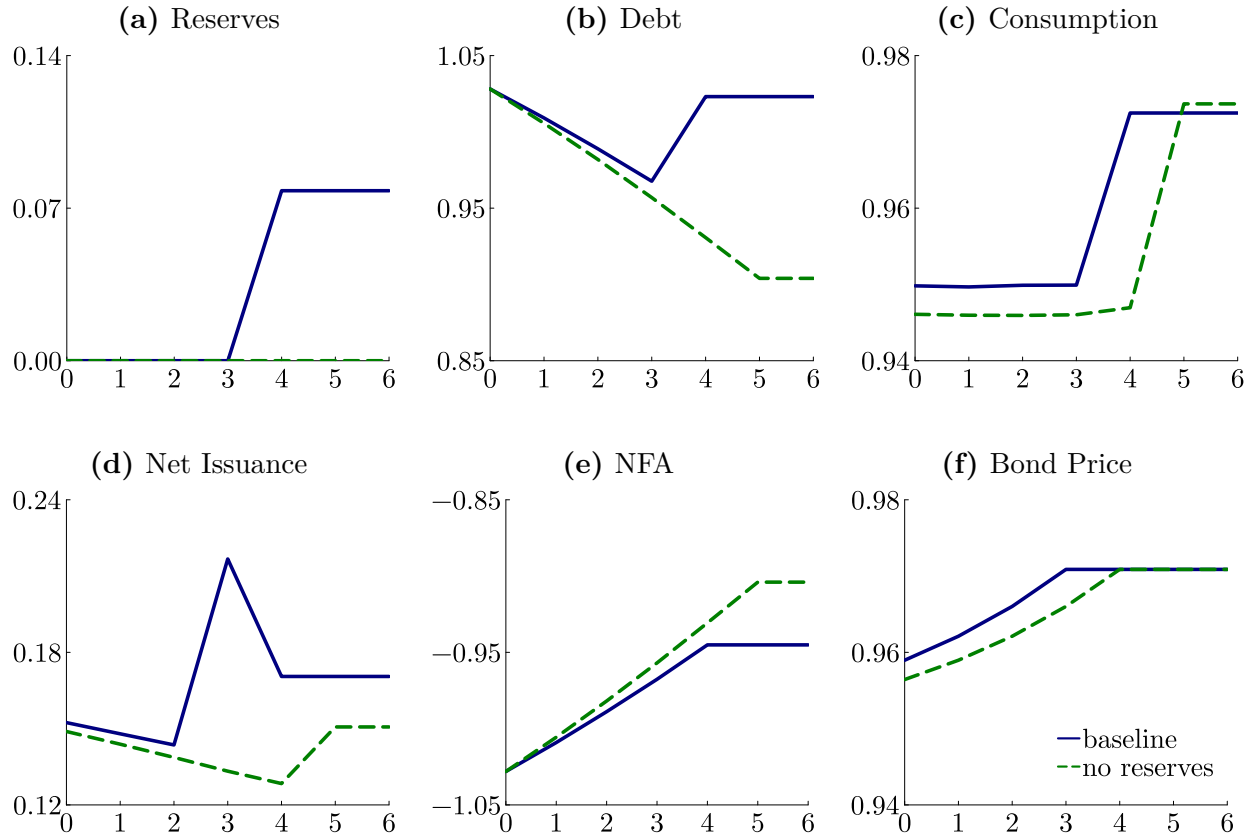 (a) Reserves
0.14
0.07
0.00
0 1 2 3 4 5 6
(b) Debt
1.05
0.95
0.85
0 1 2 3 4 5 6
(c) Consumption
0.98
0.96
0.94
0 1 2 3 4 5 6
(d) Net Issuance
0.24
0.18
0.12
0 1 2 3 4 5 6
(e) NFA
−0.85
−0.95
−1.05
0 1 2 3 4 5 6
(f) Bond Price
0.98
0.96
0.94
baseline
no reserves
0 1 2 3 4 5 6